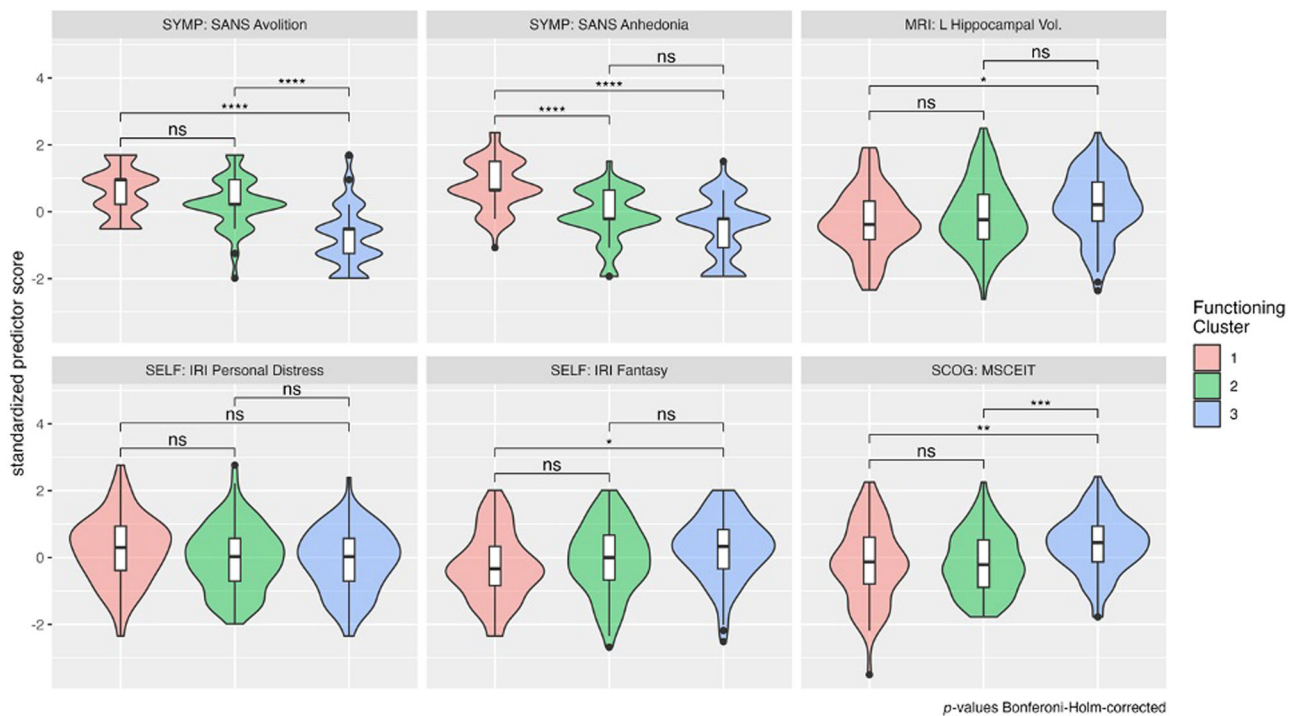 SYMP: SANS Avolition
SYMP: SANS Anhedonia
MRI: L Hippocampal Vol.
standardized predictor score
4
2
0
-2
****
****
ns
ns
****
****
ns
*
ns
SELF: IRI Personal Distress
SELF: IRI Fantasy
SCOG: MSCEIT
4
2
0
-2
ns
ns
ns
ns
*
ns
***
**
ns
Functioning
Cluster
1
2
3
p-values Bonferoni-Holm-corrected